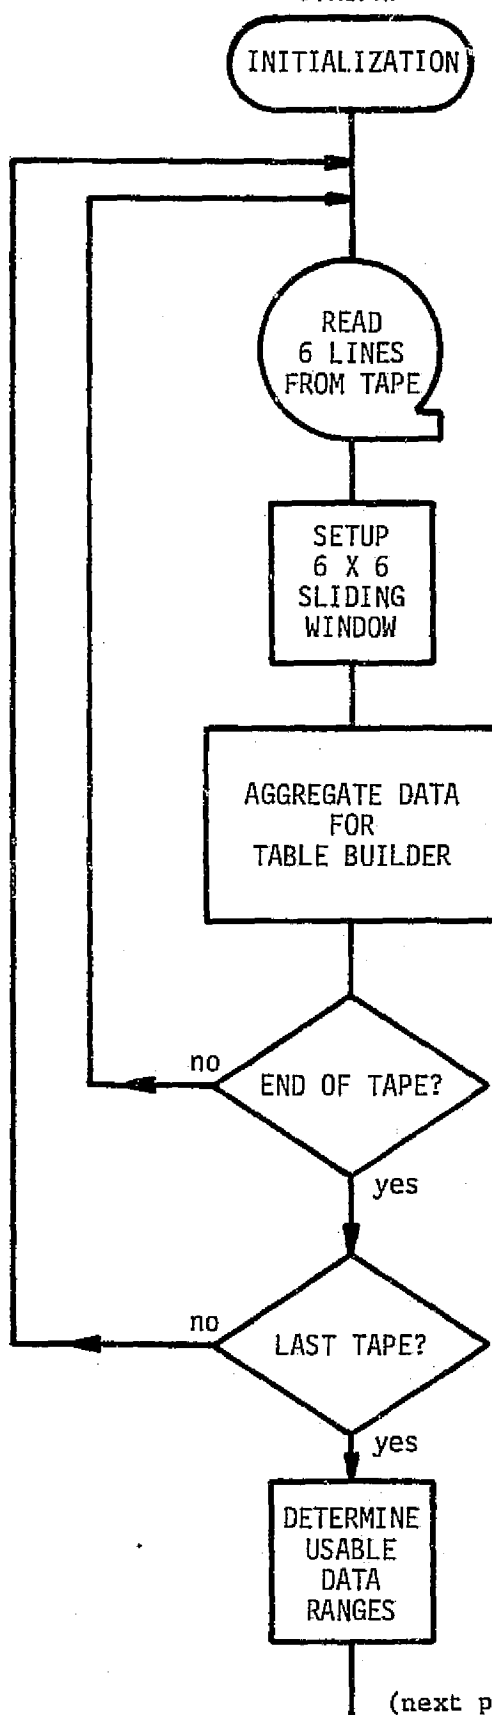 INITIALIZATION
READ
6 LINES
FROM TAPE
SETUP
6 X 6
SLIDING
WINDOW
AGGREGATE DATA
FOR
TABLE BUILDER
no
END OF TAPE?
yes
no
LAST TAPE?
yes
DETERMINE
USABLE
DATA
RANGES
(next p